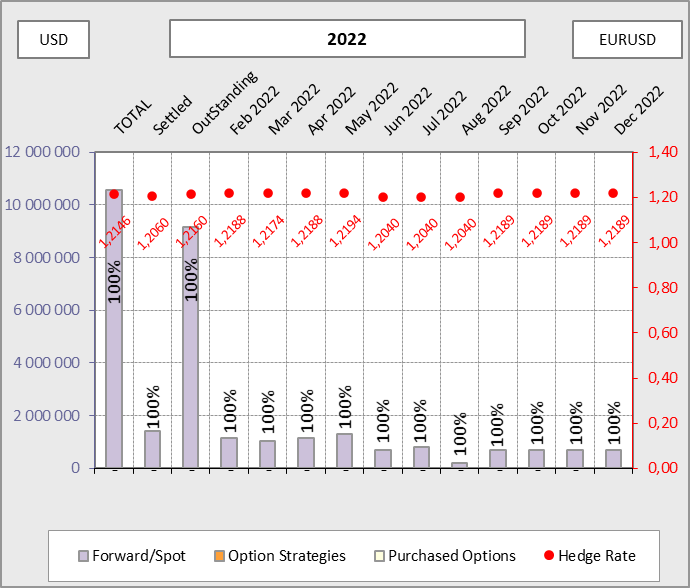 USD 2022 EURUSD
TOTAL Settled OutStanding Feb 2022 Mar 2022 Apr 2022 May 2022 Jun 2022 Jul 2022 Aug 2022 Sep 2022 Oct 2022 Nov 2022 Dec 2022
12 000 000 1,40
10 000 000 1,20
1,2146 1,2060 1,2160 1,2188 1,2174 1,2188 1,2194 1,2040 1,2040 1,2040 1,2189 1,2189 1,2189 1,2189
1,00
8 000 000 100% 100%
0,80
6 000 000
0,60
4 000 000
0,40
2 000 000 0,20
100% 100% 100% 100% 100% 100% 100% 100% 100% 100% 100% 100%
0 0,00
- - - - - - - - - - - - - -
Forward/Spot Option Strategies Purchased Options Hedge Rate